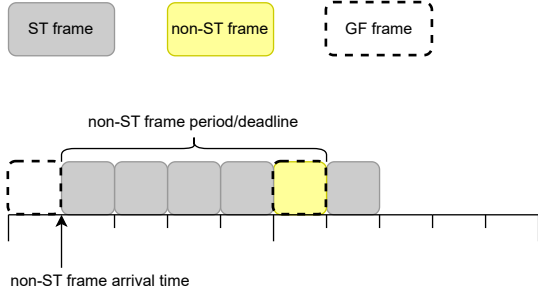 ST frame
non-ST frame
GF frame
non-ST frame period/deadline
non-ST frame arrival time